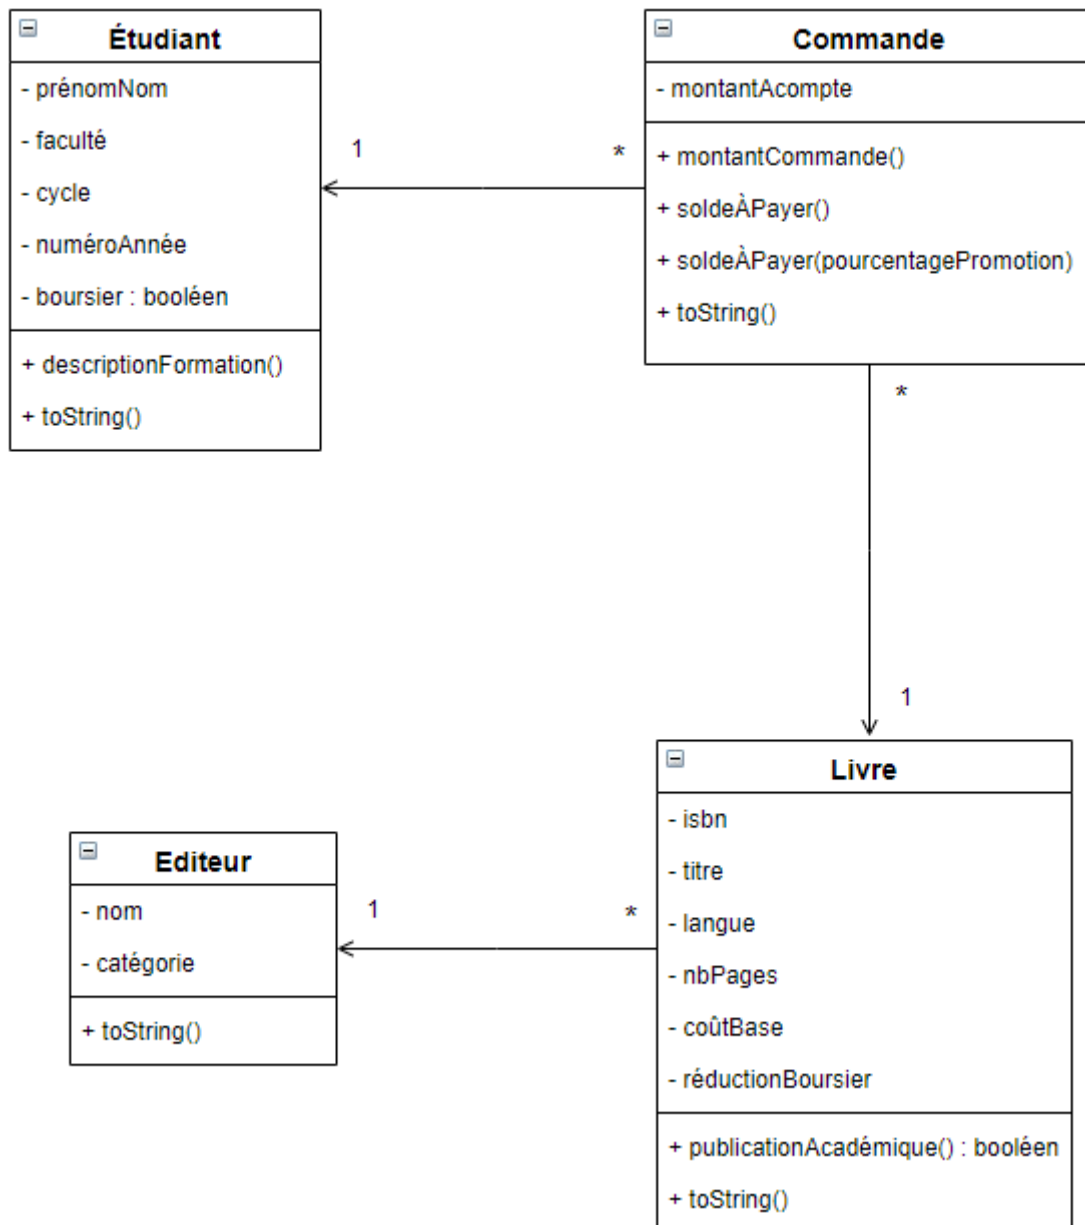 Étudiant
- prénomNom
- faculté
- cycle
- numéroAnnée
- boursier : booléen
+ descriptionFormation()
+ toString()
1
*
Commande
- montantAcompte
+ montantCommande()
+ soldeÀPayer()
+ soldeÀPayer(pourcentagePromotion)
+ toString()
*
1
Editeur
- nom
- catégorie
+ toString()
1
*
Livre
- isbn
- titre
- langue
- nbPages
- coûtBase
- réductionBoursier
+ publicationAcadémique() : booléen
+ toString()